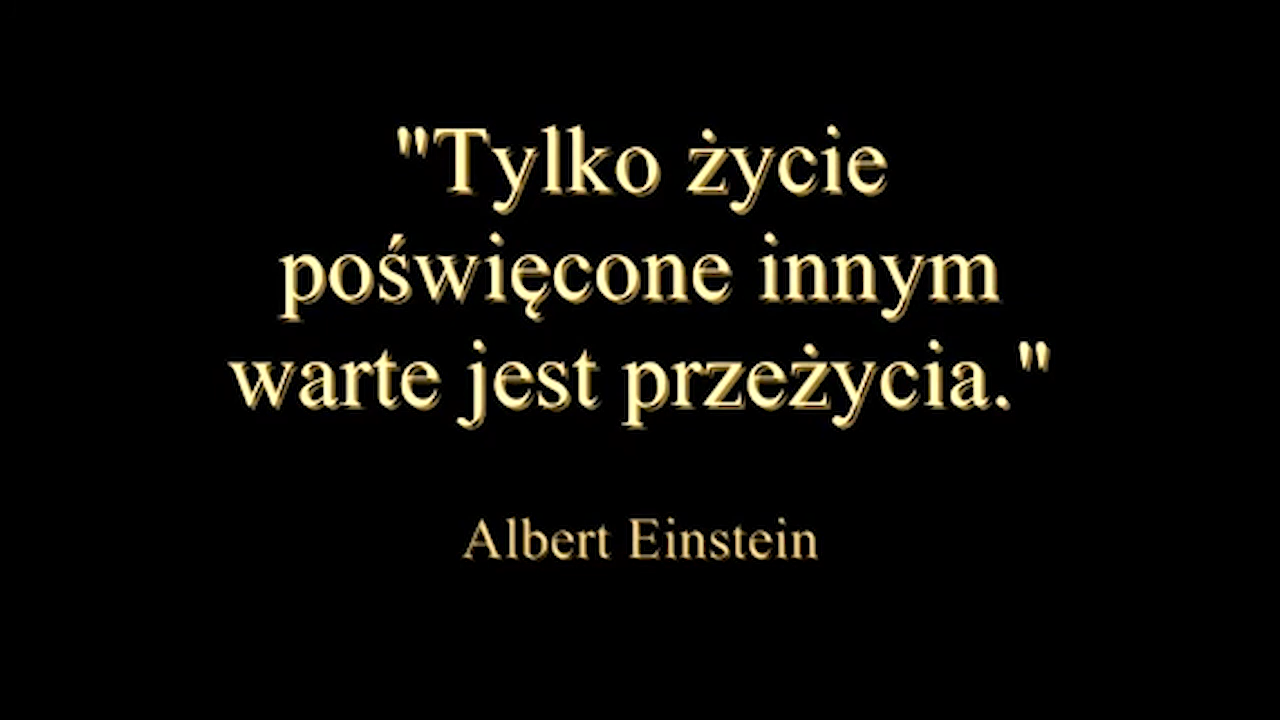 "Tylko życie
poświęcone innym
warte jest przeżycia."
Albert Einstein